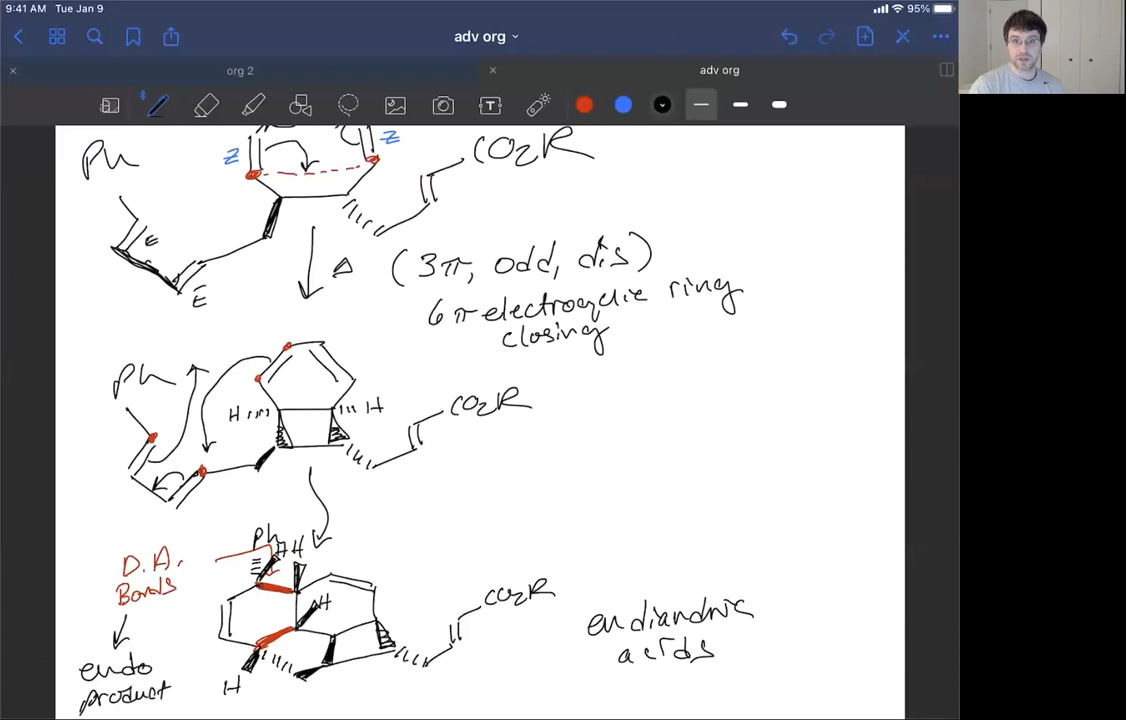 9:41 AM Tue Jan 9
95%
adv org
org 2
adv org
T
Z
Z
CO2R
Ph
E
E
Δ
(3π, odd, dis)
6π electrocyclic ring
closing
Ph
H
H
CO2R
Ph
H
H
D.A.
Bonds
H
CO2R
endiandric
acids
endo
product
H